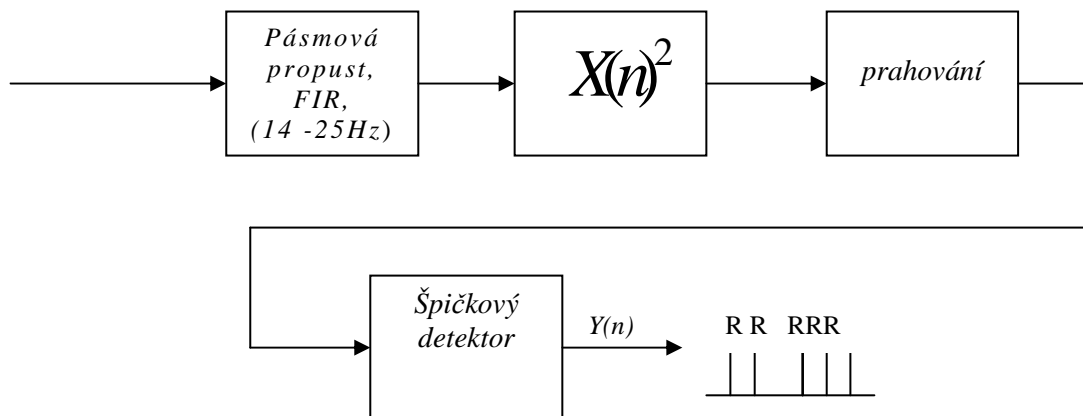 Pásmová
propust,
FIR,
(14 -25Hz)
X(n)²
prahování
Špičkový
detektor
Y(n)
R R RRR